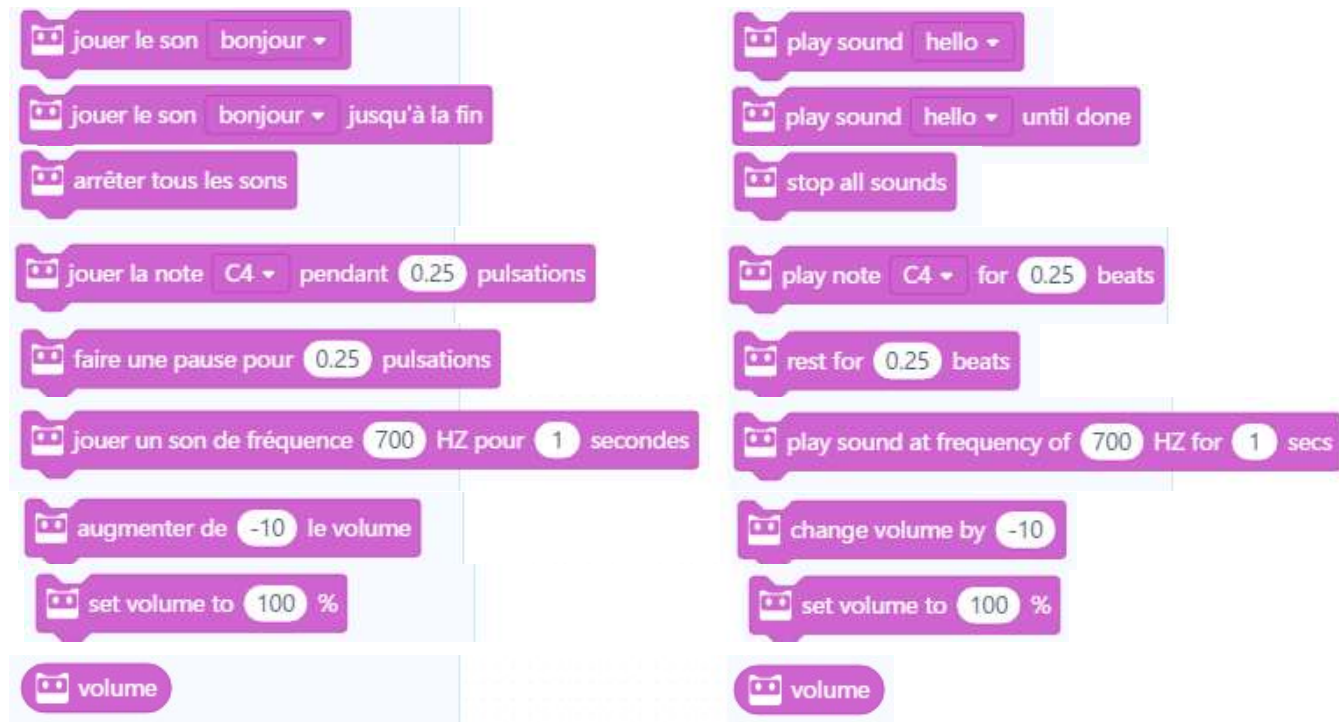 jouer le son bonjour
play sound hello
jouer le son bonjour jusqu'à la fin
play sound hello until done
arrêter tous les sons
stop all sounds
jouer la note C4 pendant 0.25 pulsations
play note C4 for 0.25 beats
faire une pause pour 0.25 pulsations
rest for 0.25 beats
jouer un son de fréquence 700 HZ pour 1 secondes
play sound at frequency of 700 HZ for 1 secs
augmenter de -10 le volume
change volume by -10
set volume to 100 %
set volume to 100 %
volume
volume